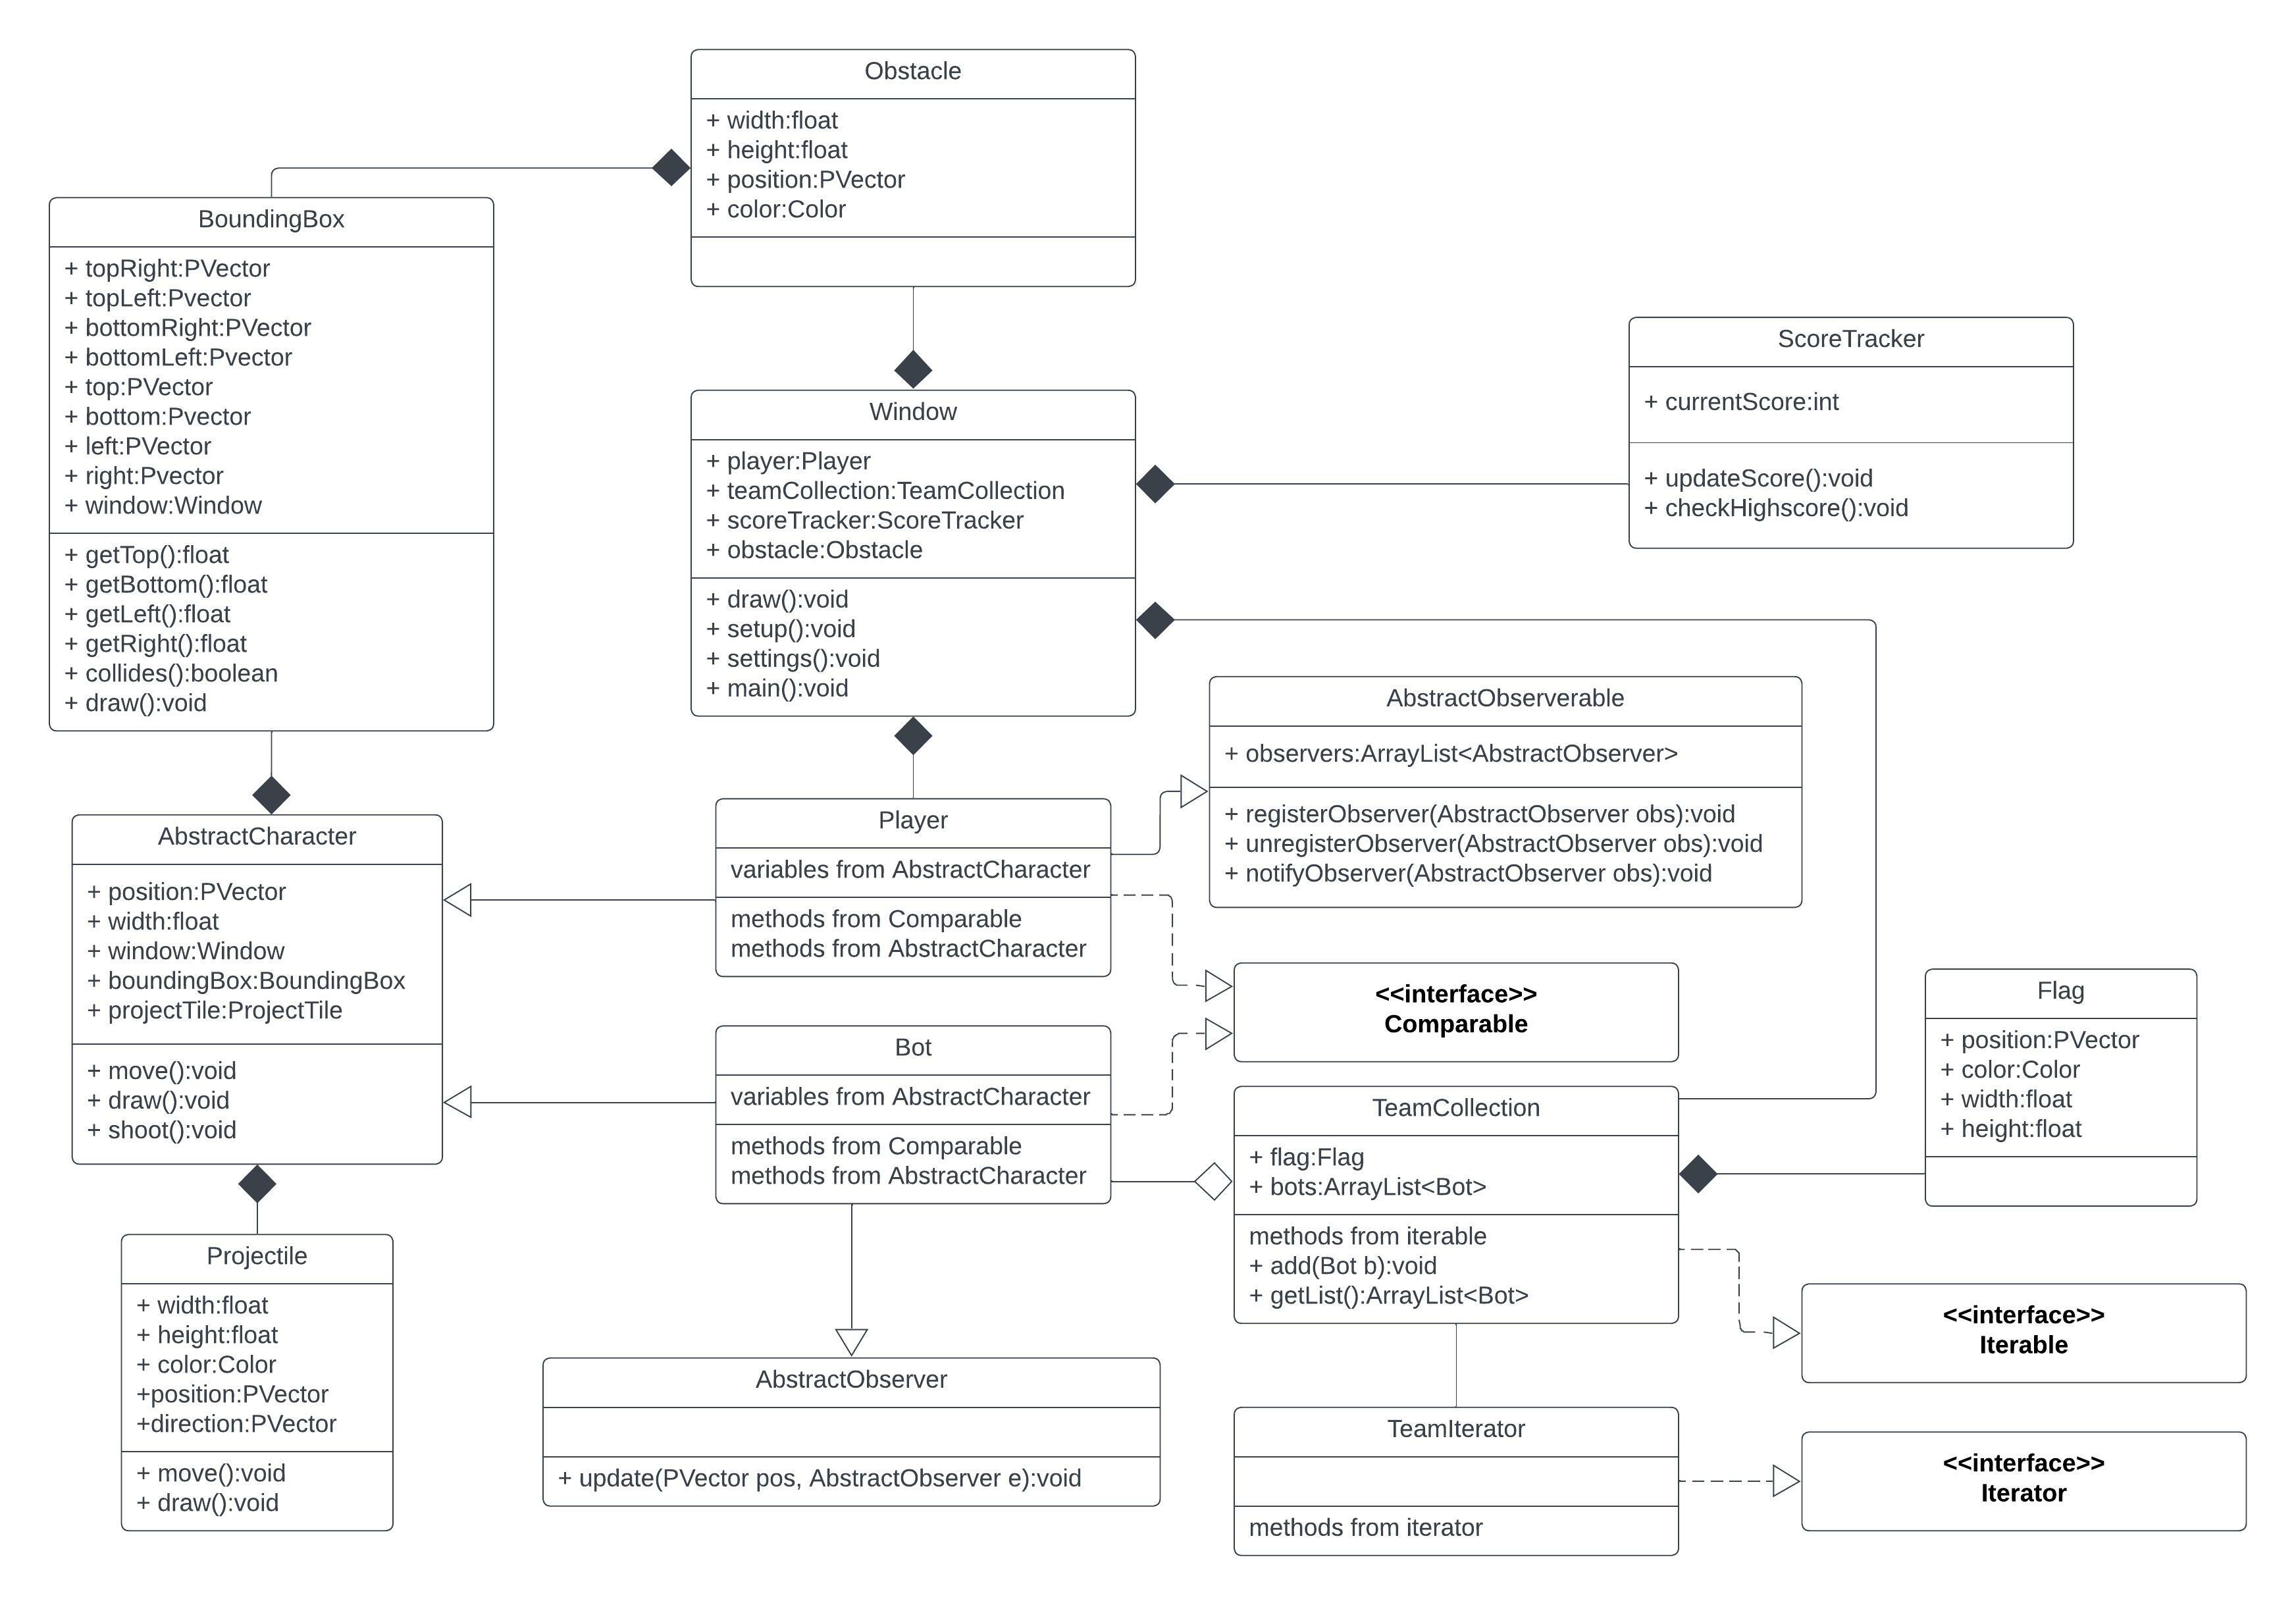 Obstacle
+ width:float
+ height:float
+ position:PVector
+ color:Color
BoundingBox
+ topRight:PVector
+ topLeft:Pvector
+ bottomRight:PVector
+ bottomLeft:Pvector
+ top:PVector
+ bottom:Pvector
+ left:PVector
+ right:Pvector
+ window:Window
+ getTop():float
+ getBottom():float
+ getLeft():float
+ getRight():float
+ collides():boolean
+ draw():void
Window
+ player:Player
+ teamCollection:TeamCollection
+ scoreTracker:ScoreTracker
+ obstacle:Obstacle
+ draw():void
+ setup():void
+ settings():void
+ main():void
ScoreTracker
+ currentScore:int
+ updateScore():void
+ checkHighscore():void
AbstractObserverable
+ observers:ArrayList<AbstractObserver>
+ registerObserver(AbstractObserver obs):void
+ unregisterObserver(AbstractObserver obs):void
+ notifyObserver(AbstractObserver obs):void
AbstractCharacter
+ position:PVector
+ width:float
+ window:Window
+ boundingBox:BoundingBox
+ projectTile:ProjectTile
+ move():void
+ draw():void
+ shoot():void
Player
variables from AbstractCharacter
methods from Comparable
methods from AbstractCharacter
<<interface>>
Comparable
Flag
+ position:PVector
+ color:Color
+ width:float
+ height:float
Bot
variables from AbstractCharacter
methods from Comparable
methods from AbstractCharacter
TeamCollection
+ flag:Flag
+ bots:ArrayList<Bot>
methods from iterable
+ add(Bot b):void
+ getList():ArrayList<Bot>
Projectile
+ width:float
+ height:float
+ color:Color
+position:PVector
+direction:PVector
+ move():void
+ draw():void
AbstractObserver
+ update(PVector pos, AbstractObserver e):void
<<interface>>
Iterable
TeamIterator
methods from iterator
<<interface>>
Iterator